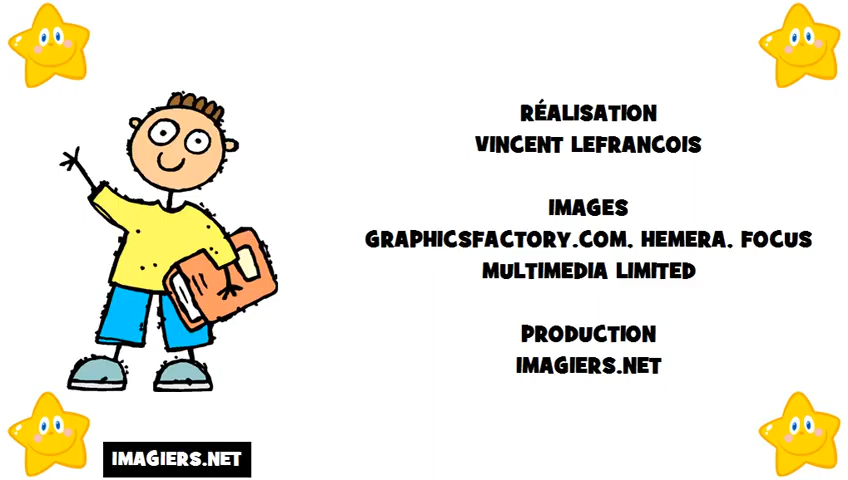 RÉALISATION
VINCENT LEFRANCOIS
IMAGES
GRAPHICSFACTORY.COM, HEMERA, FOCUS
MULTIMEDIA LIMITED
PRODUCTION
IMAGIERS.NET
IMAGIERS.NET